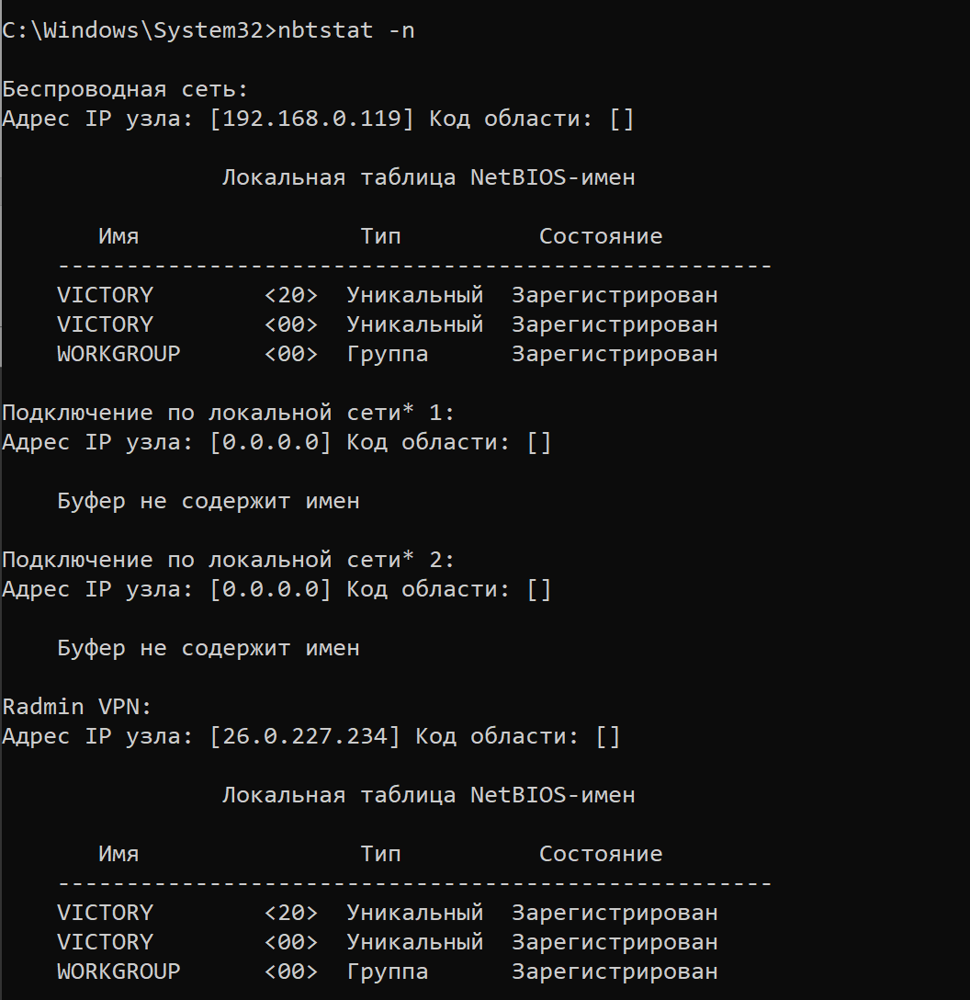 C:\Windows\System32>nbtstat -n
Беспроводная сеть:
Адрес IP узла: [192.168.0.119] Код области: []
Локальная таблица NetBIOS-имен
Имя Тип Состояние
----------------------------------------------------
VICTORY <20> Уникальный Зарегистрирован
VICTORY <00> Уникальный Зарегистрирован
WORKGROUP <00> Группа Зарегистрирован
Подключение по локальной сети* 1:
Адрес IP узла: [0.0.0.0] Код области: []
Буфер не содержит имен
Подключение по локальной сети* 2:
Адрес IP узла: [0.0.0.0] Код области: []
Буфер не содержит имен
Radmin VPN:
Адрес IP узла: [26.0.227.234] Код области: []
Локальная таблица NetBIOS-имен
Имя Тип Состояние
----------------------------------------------------
VICTORY <20> Уникальный Зарегистрирован
VICTORY <00> Уникальный Зарегистрирован
WORKGROUP <00> Группа Зарегистрирован